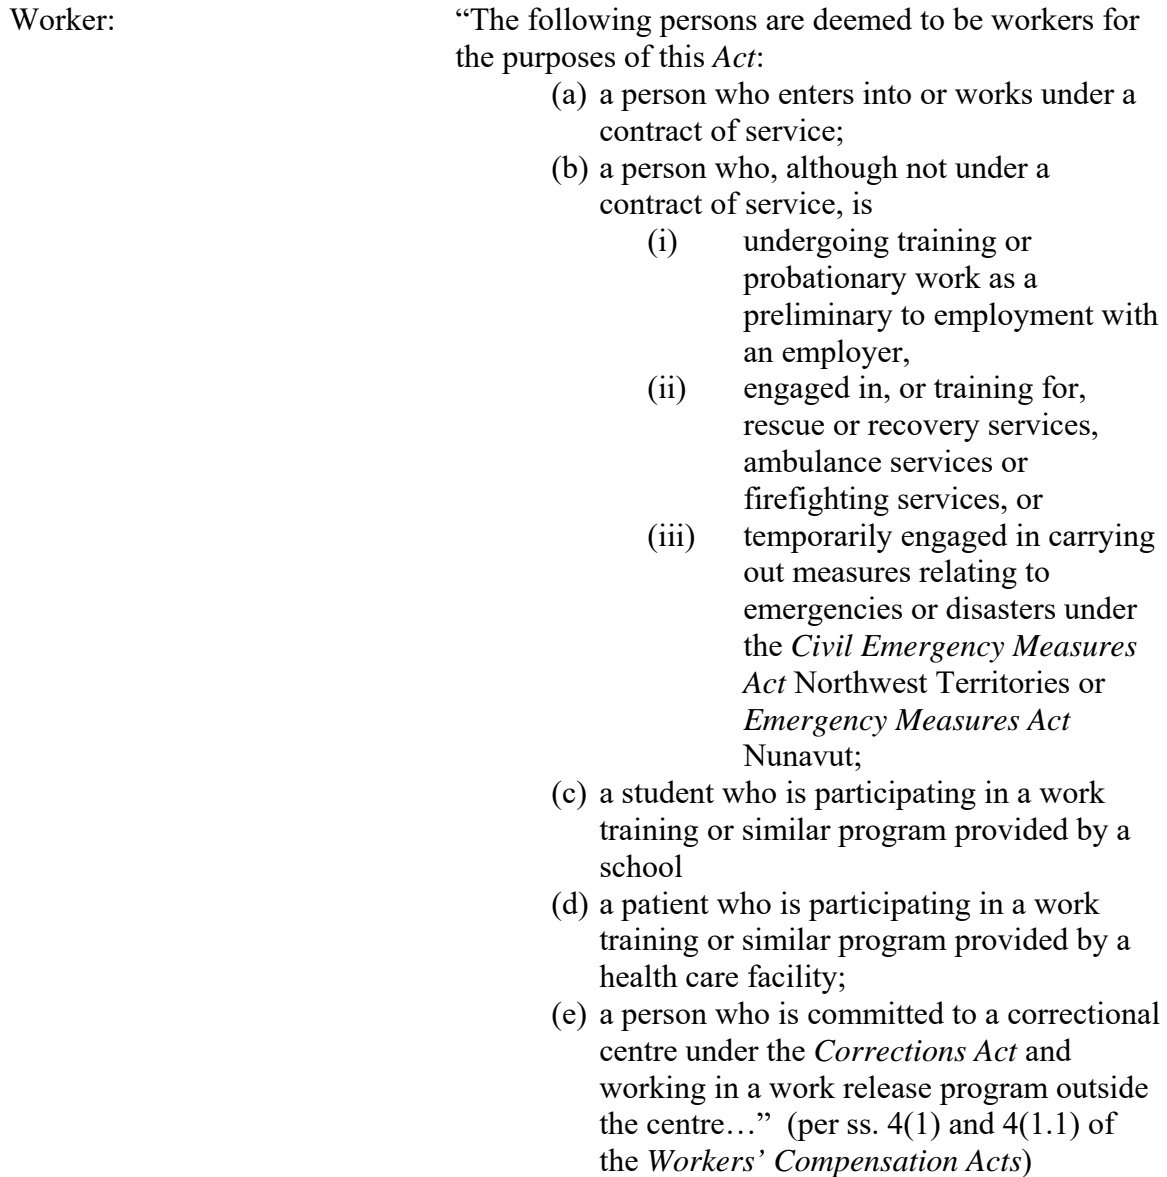 Worker: “The following persons are deemed to be workers for
the purposes of this Act:
(a) a person who enters into or works under a
contract of service;
(b) a person who, although not under a
contract of service, is
(i) undergoing training or
probationary work as a
preliminary to employment with
an employer,
(ii) engaged in, or training for,
rescue or recovery services,
ambulance services or
firefighting services, or
(iii) temporarily engaged in carrying
out measures relating to
emergencies or disasters under
the Civil Emergency Measures
Act Northwest Territories or
Emergency Measures Act
Nunavut;
(c) a student who is participating in a work
training or similar program provided by a
school
(d) a patient who is participating in a work
training or similar program provided by a
health care facility;
(e) a person who is committed to a correctional
centre under the Corrections Act and
working in a work release program outside
the centre…” (per ss. 4(1) and 4(1.1) of
the Workers’ Compensation Acts)